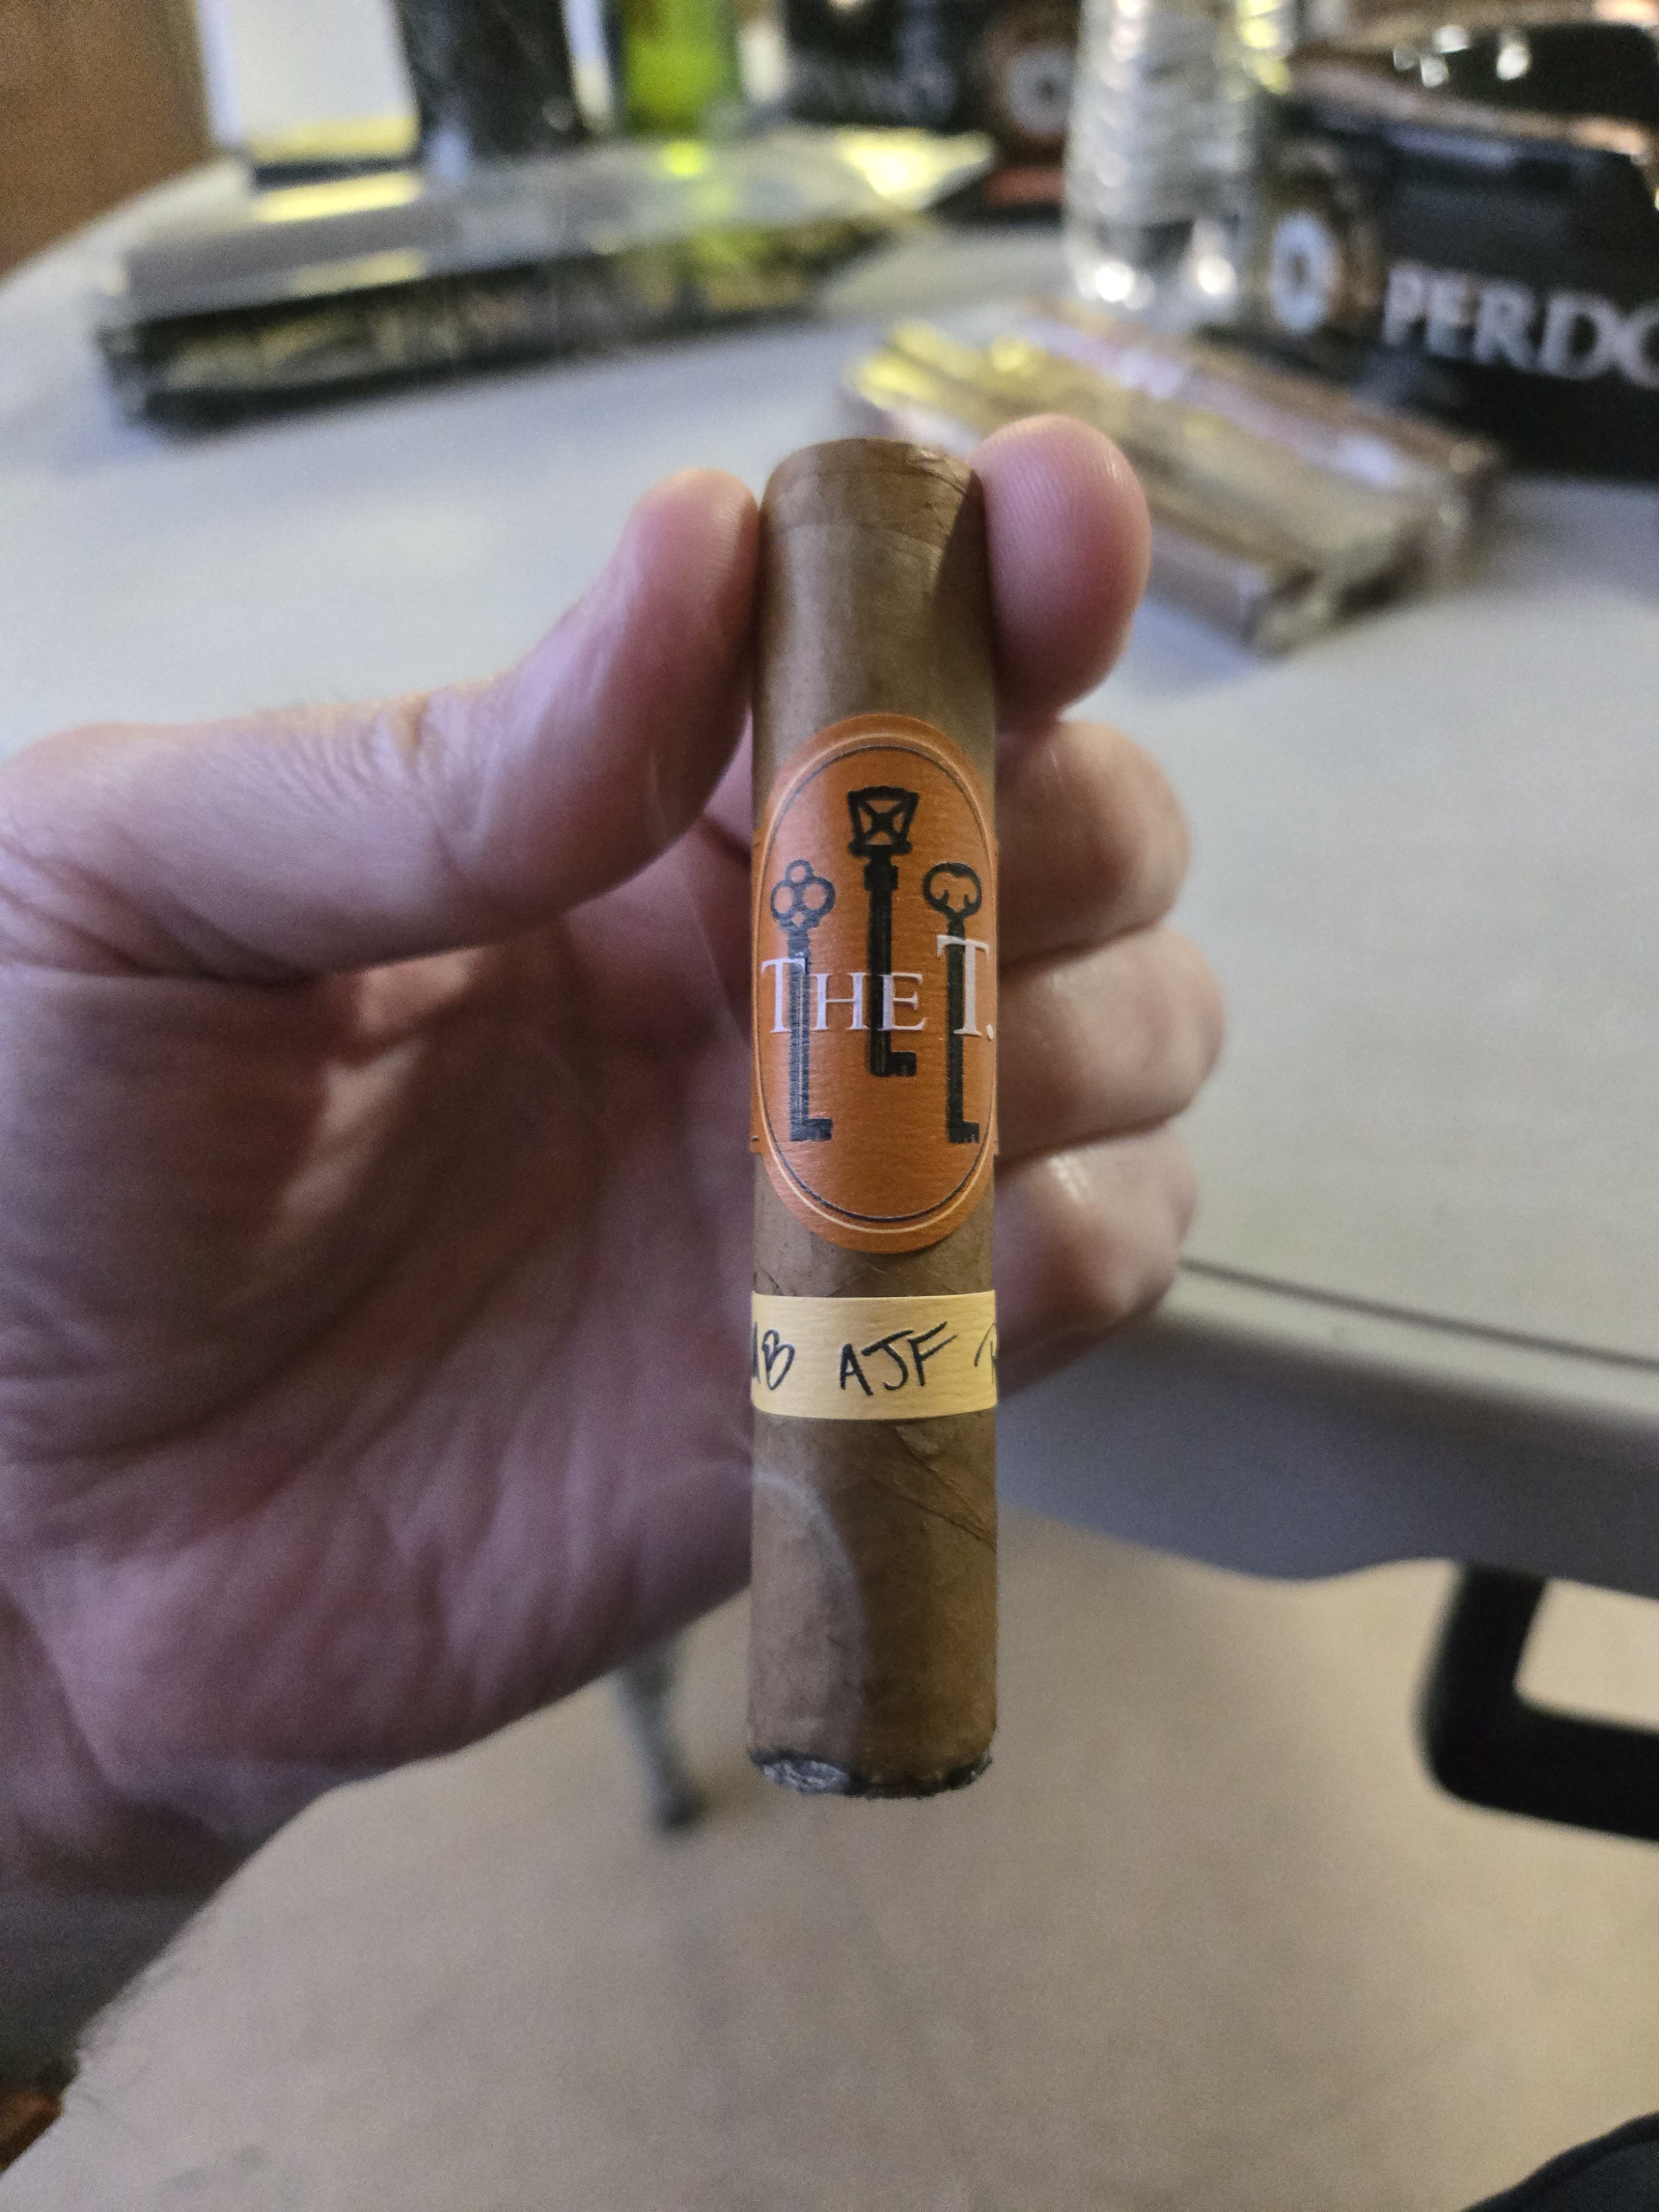 PERDO
THE T.
AJF